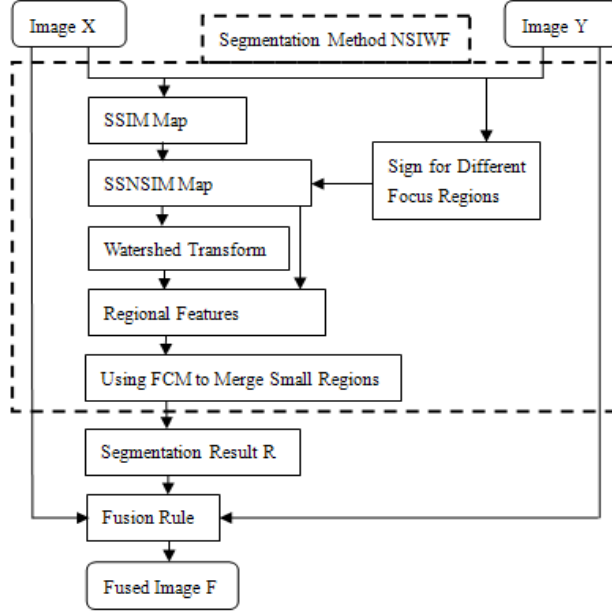 Image X
Segmentation Method NSIWF
Image Y
SSIM Map
SSNSIM Map
Sign for Different
Focus Regions
Watershed Transform
Regional Features
Using FCM to Merge Small Regions
Segmentation Result R
Fusion Rule
Fused Image F